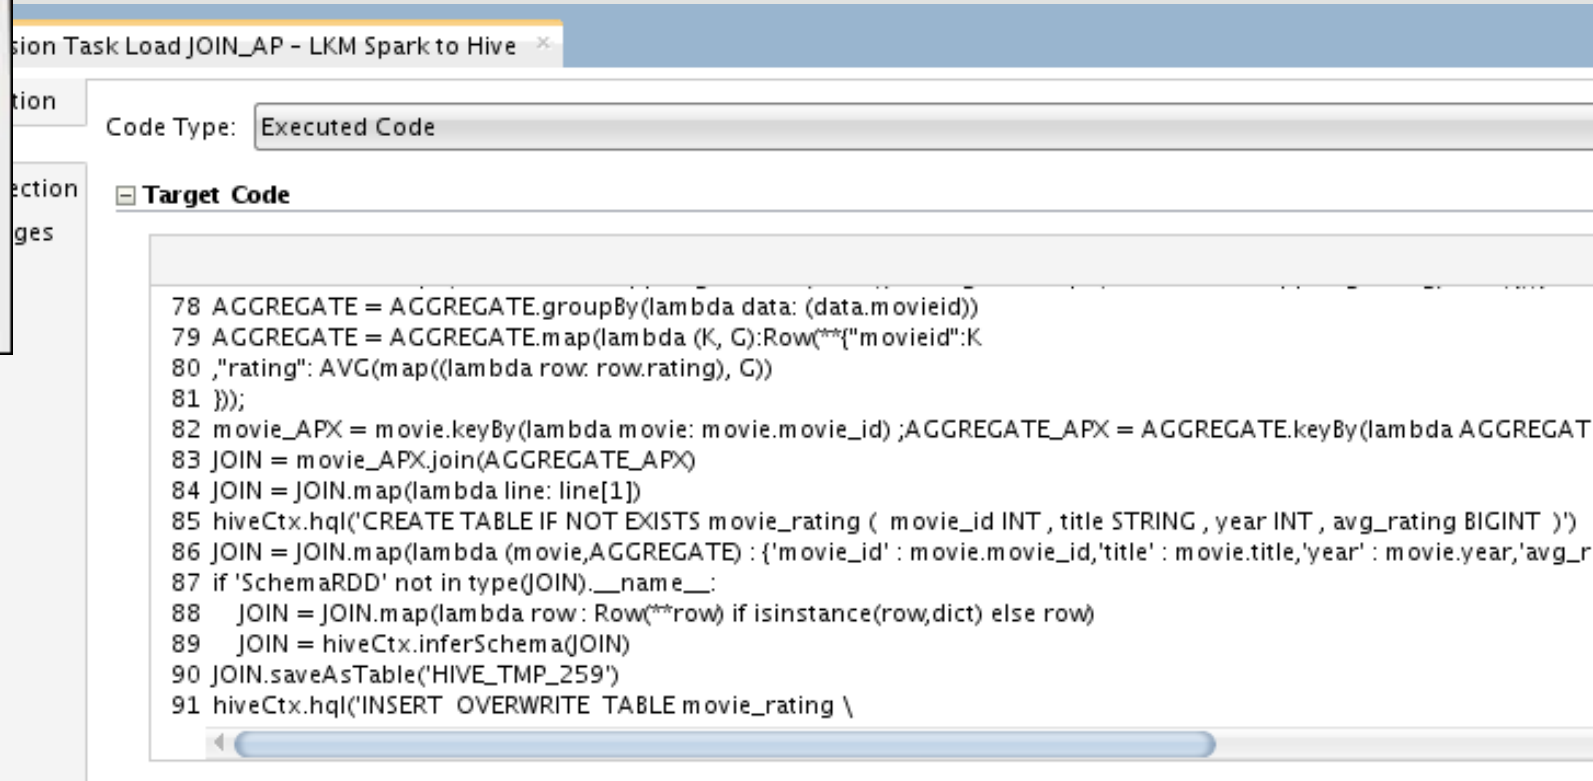 sion Task Load JOIN_AP – LKM Spark to Hive
tion
Code Type: Executed Code
ection
Target Code
ges
78 AGGREGATE = AGGREGATE.groupBy(lambda data: (data.movieid))
79 AGGREGATE = AGGREGATE.map(lambda (K, G):Row(**{"movieid":K
80 ,"rating": AVG(map((lambda row: row.rating), G))
81 }));
82 movie_APX = movie.keyBy(lambda movie: movie.movie_id) ;AGGREGATE_APX = AGGREGATE.keyBy(lambda AGGREGAT
83 JOIN = movie_APX.join(AGGREGATE_APX)
84 JOIN = JOIN.map(lambda line: line[1])
85 hiveCtx.hql('CREATE TABLE IF NOT EXISTS movie_rating ( movie_id INT , title STRING , year INT , avg_rating BIGINT )')
86 JOIN = JOIN.map(lambda (movie,AGGREGATE) : {'movie_id' : movie.movie_id,'title' : movie.title,'year' : movie.year,'avg_r
87 if 'SchemaRDD' not in type(JOIN).__name__:
88 JOIN = JOIN.map(lambda row : Row(**row) if isinstance(row,dict) else row)
89 JOIN = hiveCtx.inferSchema(JOIN)
90 JOIN.saveAsTable('HIVE_TMP_259')
91 hiveCtx.hql('INSERT OVERWRITE TABLE movie_rating \